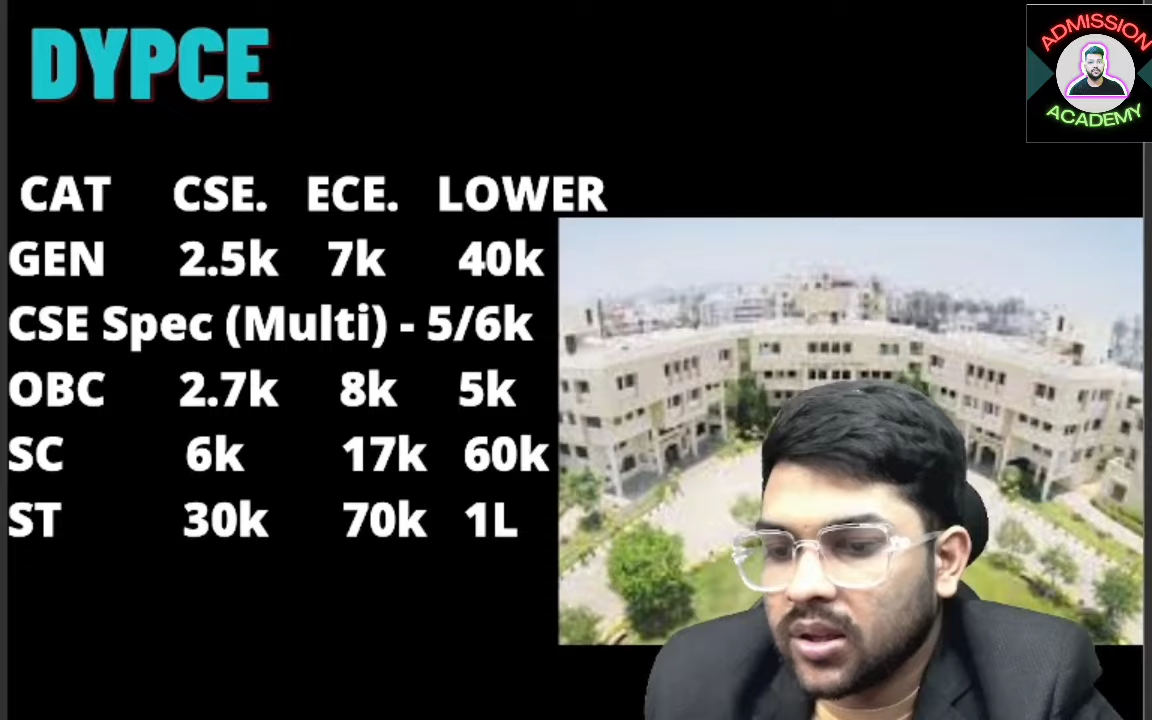 DYPCE
ADMISSION
ACADEMY
CAT CSE. ECE. LOWER
GEN 2.5k 7k 40k
CSE Spec (Multi) - 5/6k
OBC 2.7k 8k 5k
SC 6k 17k 60k
ST 30k 70k 1L